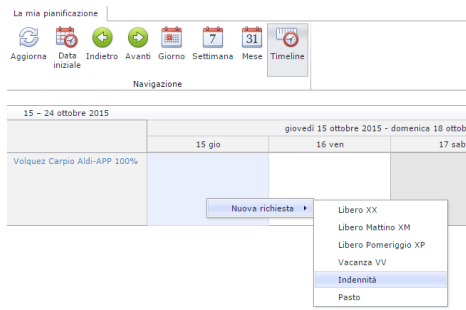 La mia pianificazione
Aggiorna Data iniziale Indietro Avanti Giorno Settimana Mese Timeline
7 31
Navigazione
15 – 24 ottobre 2015
giovedì 15 ottobre 2015 - domenica 18 ottob
15 gio 16 ven 17 sab
Volquez Carpio Aldi-APP 100%
Nuova richiesta
Libero XX
Libero Mattino XM
Libero Pomeriggio XP
Vacanza VV
Indennità
Pasto